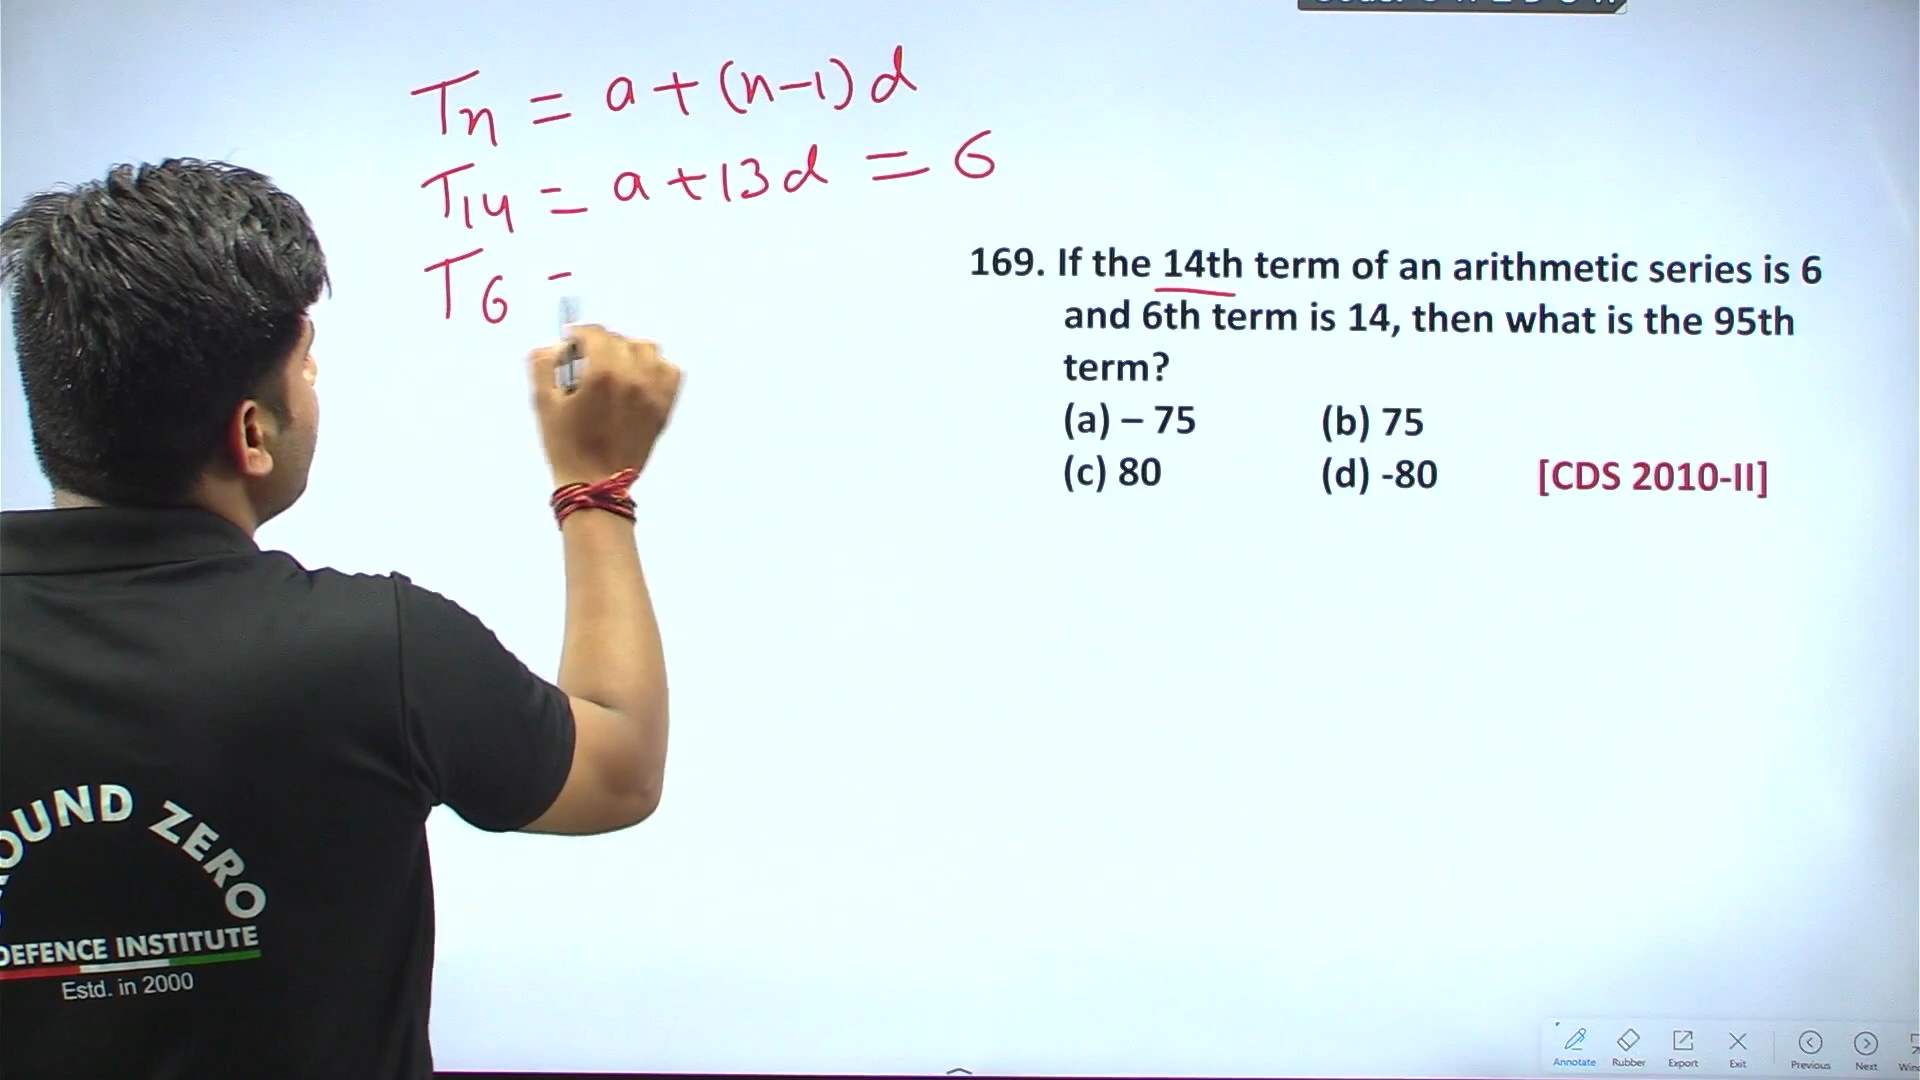 Tn = a + (n-1) d
T14 = a + 13d = 6
T6 =
169. If the 14th term of an arithmetic series is 6
and 6th term is 14, then what is the 95th
term?
(a) – 75 (b) 75
(c) 80 (d) -80 [CDS 2010-II]
OUND ZERO
DEFENCE INSTITUTE
Estd. in 2000
Annotate Rubber Export Exit Previous Next